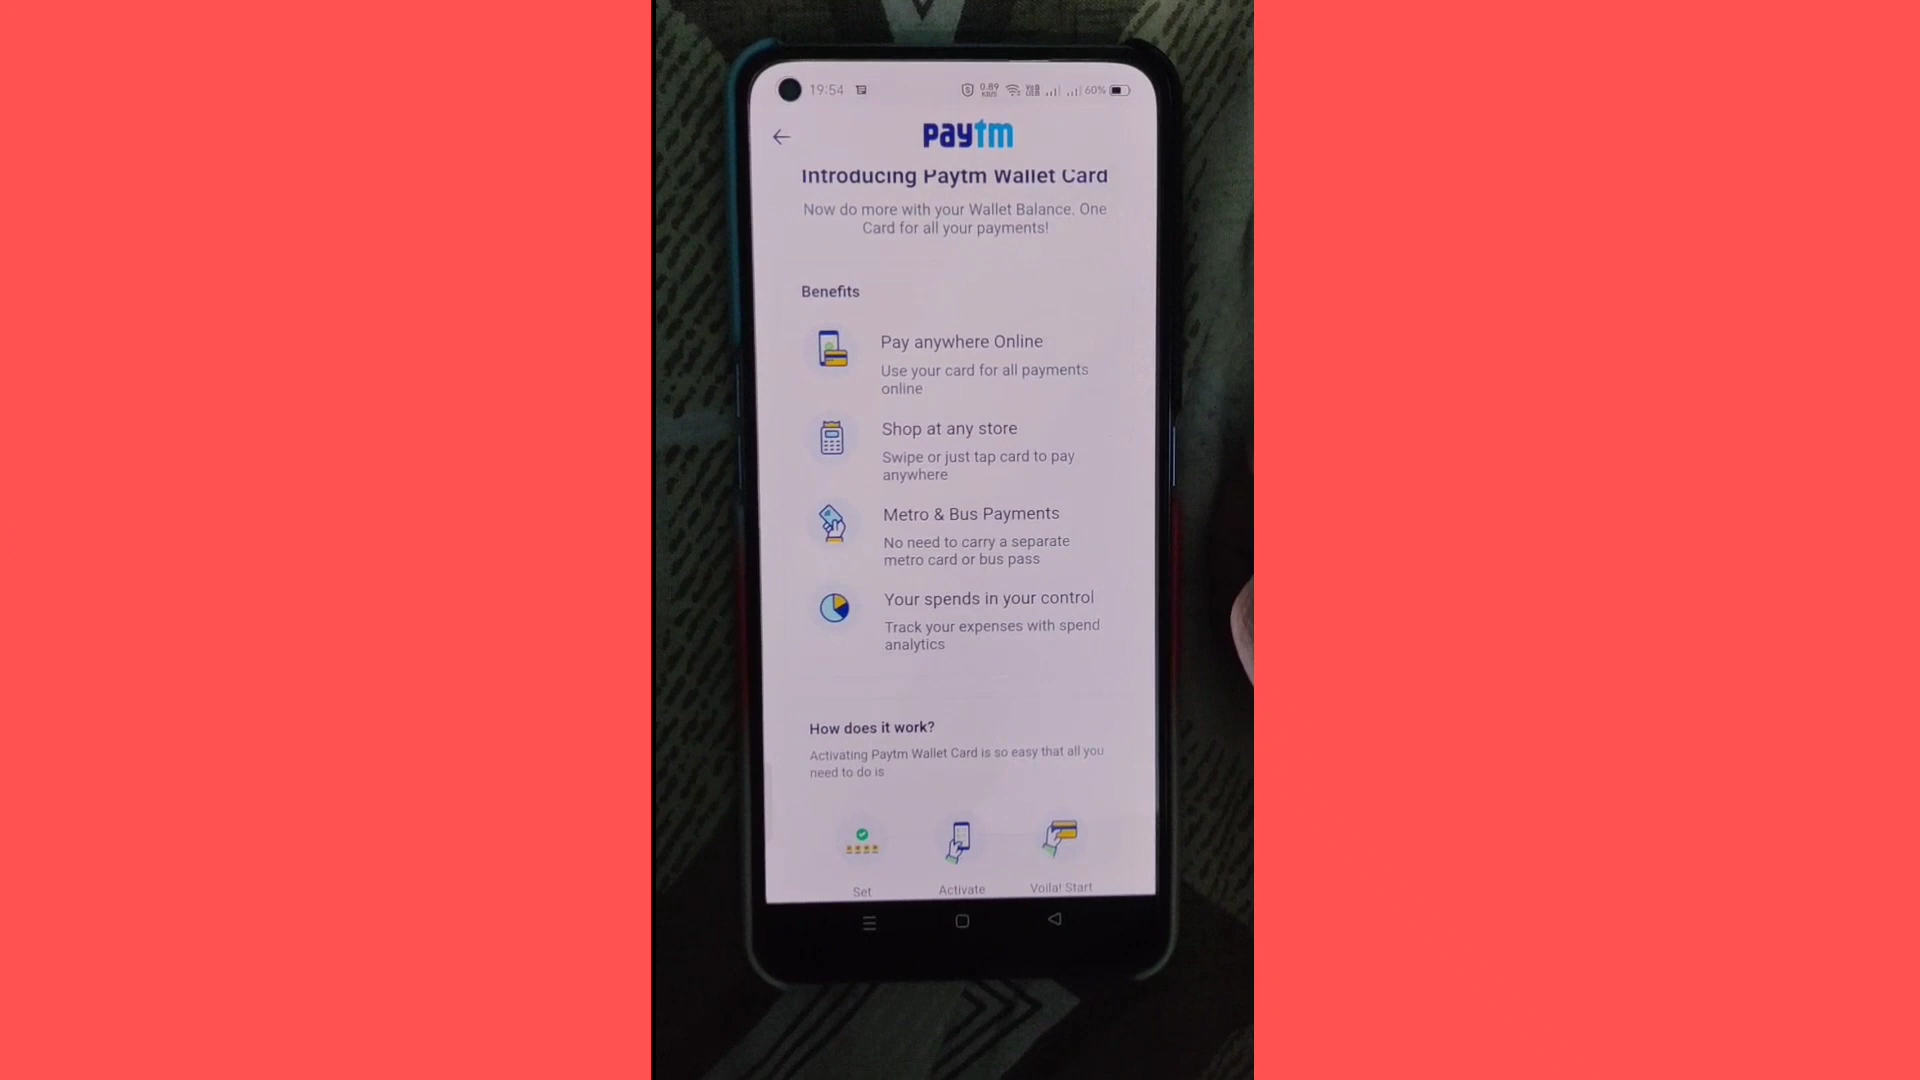 19:54 0.89 KB/S 60%
paytm
Introducing Paytm Wallet Card
Now do more with your Wallet Balance. One
Card for all your payments!
Benefits
Pay anywhere Online
Use your card for all payments
online
Shop at any store
Swipe or just tap card to pay
anywhere
Metro & Bus Payments
No need to carry a separate
metro card or bus pass
Your spends in your control
Track your expenses with spend
analytics
How does it work?
Activating Paytm Wallet Card is so easy that all you
need to do is
Set Activate Voila! Start